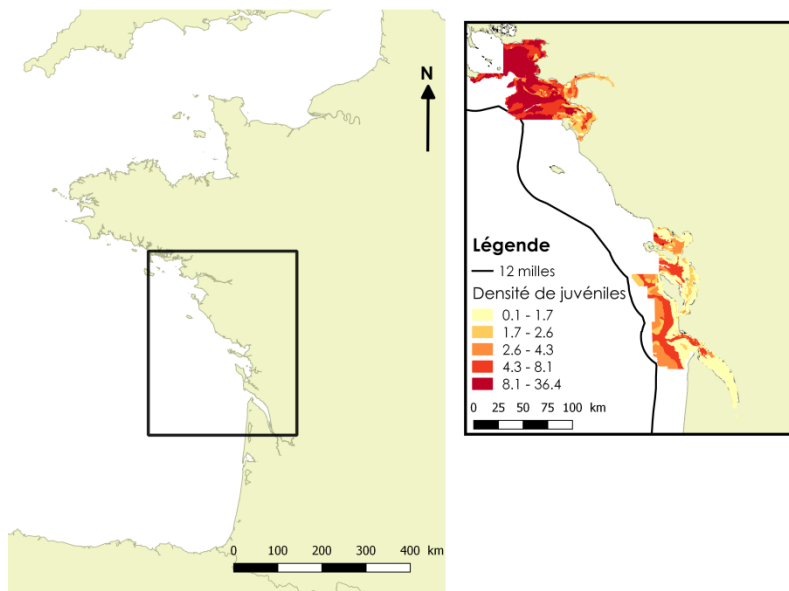 N
0 100 200 300 400 km
Légende
12 milles
Densité de juvéniles
0.1 - 1.7
1.7 - 2.6
2.6 - 4.3
4.3 - 8.1
8.1 - 36.4
0 25 50 75 100 km